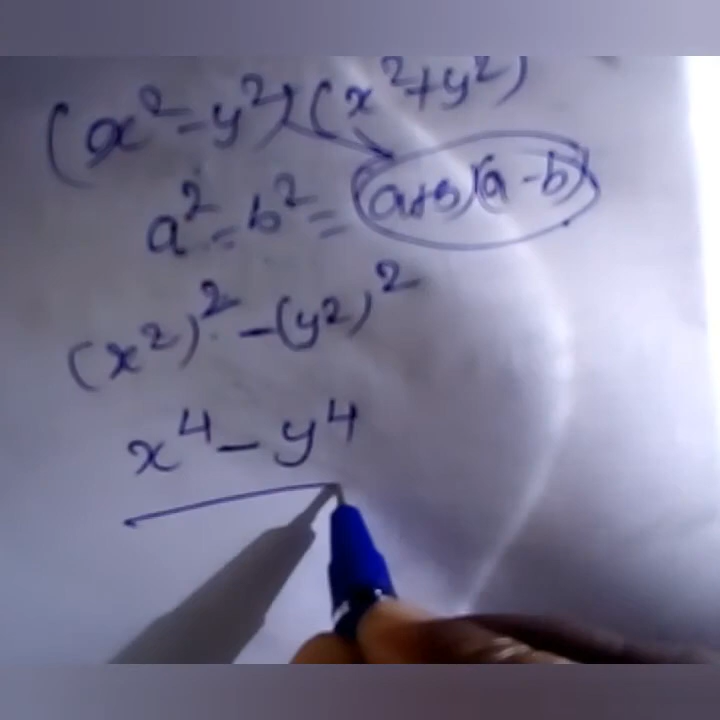 (x²-y²)(x²+y²)
a²-b²=(a+b)(a-b)
(x²)²-(y²)²
x⁴-y⁴